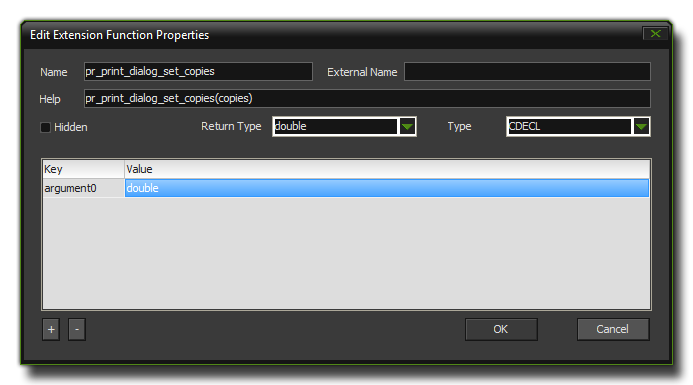 Edit Extension Function Properties
Name pr_print_dialog_set_copies External Name
Help pr_print_dialog_set_copies(copies)
Hidden Return Type double Type CDECL
Key Value
argument0 double
+ - OK Cancel